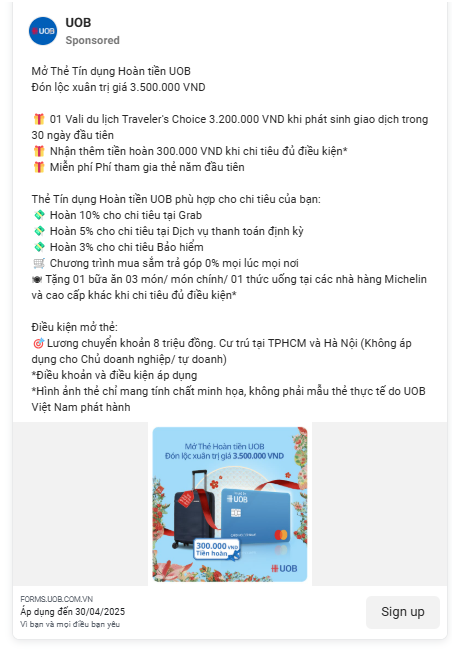 UOB
UOB
Sponsored
Mở Thẻ Tín dụng Hoàn tiền UOB
Đón lộc xuân trị giá 3.500.000 VND
🎁 01 Vali du lịch Traveler's Choice 3.200.000 VND khi phát sinh giao dịch trong
30 ngày đầu tiên
🎁 Nhận thêm tiền hoàn 300.000 VND khi chi tiêu đủ điều kiện*
🎁 Miễn phí Phí tham gia thẻ năm đầu tiên
Thẻ Tín dụng Hoàn tiền UOB phù hợp cho chi tiêu của bạn:
💸 Hoàn 10% cho chi tiêu tại Grab
💸 Hoàn 5% cho chi tiêu tại Dịch vụ thanh toán định kỳ
💸 Hoàn 3% cho chi tiêu Bảo hiểm
🛒 Chương trình mua sắm trả góp 0% mọi lúc mọi nơi
🍽 Tặng 01 bữa ăn 03 món/ món chính/ 01 thức uống tại các nhà hàng Michelin
và cao cấp khác khi chi tiêu đủ điều kiện*
Điều kiện mở thẻ:
🎯 Lương chuyển khoản 8 triệu đồng. Cư trú tại TPHCM và Hà Nội (Không áp
dụng cho Chủ doanh nghiệp/ tự doanh)
*Điều khoản và điều kiện áp dụng
*Hình ảnh thẻ chỉ mang tính chất minh họa, không phải mẫu thẻ thực tế do UOB
Việt Nam phát hành
Mở Thẻ Hoàn tiền UOB
Đón lộc xuân trị giá 3.500.000 VND
UOB
300.000 VND
Tiền hoàn
UOB
FORMS.UOB.COM.VN
Áp dụng đến 30/04/2025
Vì bạn và mọi điều bạn yêu
Sign up